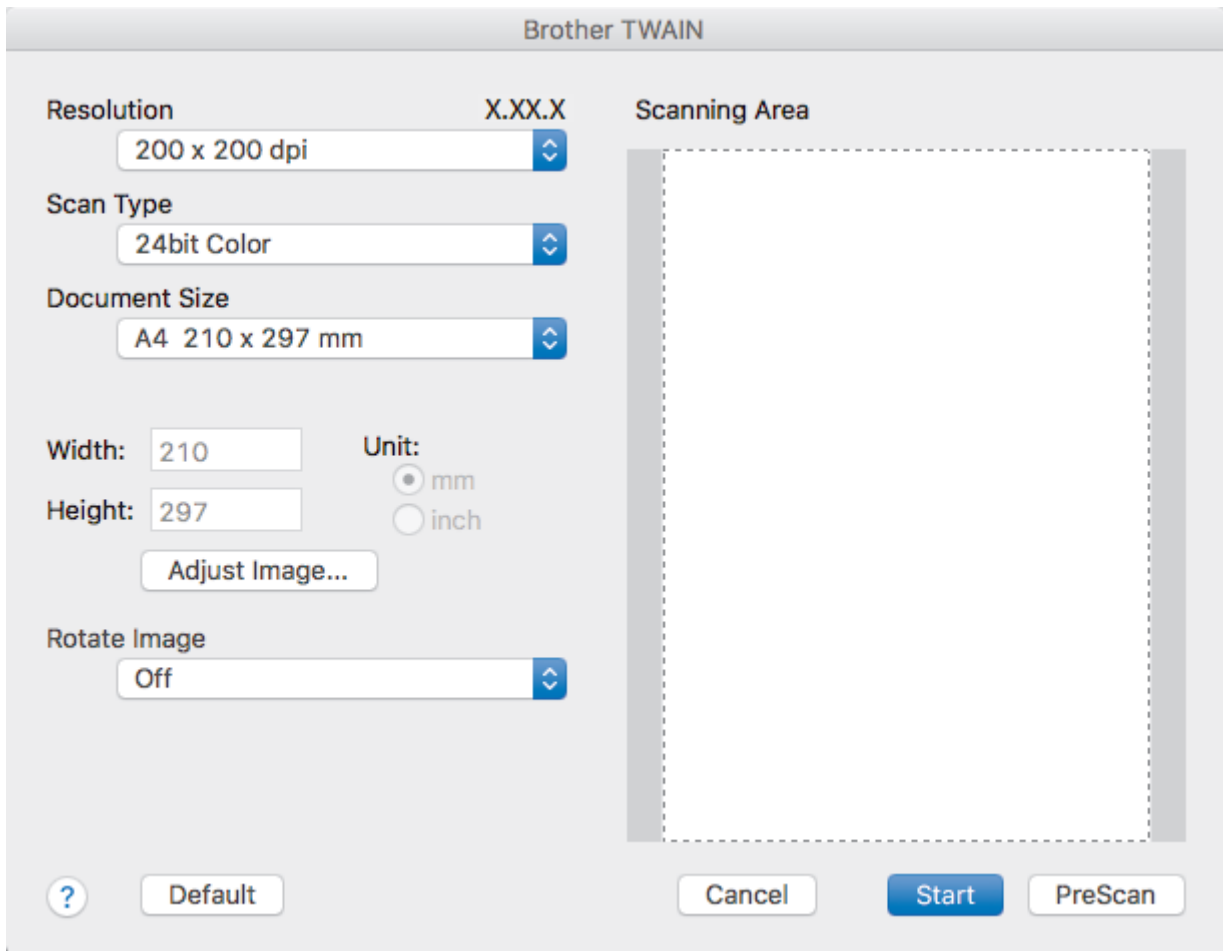 Brother TWAIN
Resolution X.XX.X
200 x 200 dpi
Scan Type
24bit Color
Document Size
A4 210 x 297 mm
Width: 210
Height: 297
Unit:
mm
inch
Adjust Image...
Rotate Image
Off
Scanning Area
? Default Cancel Start PreScan